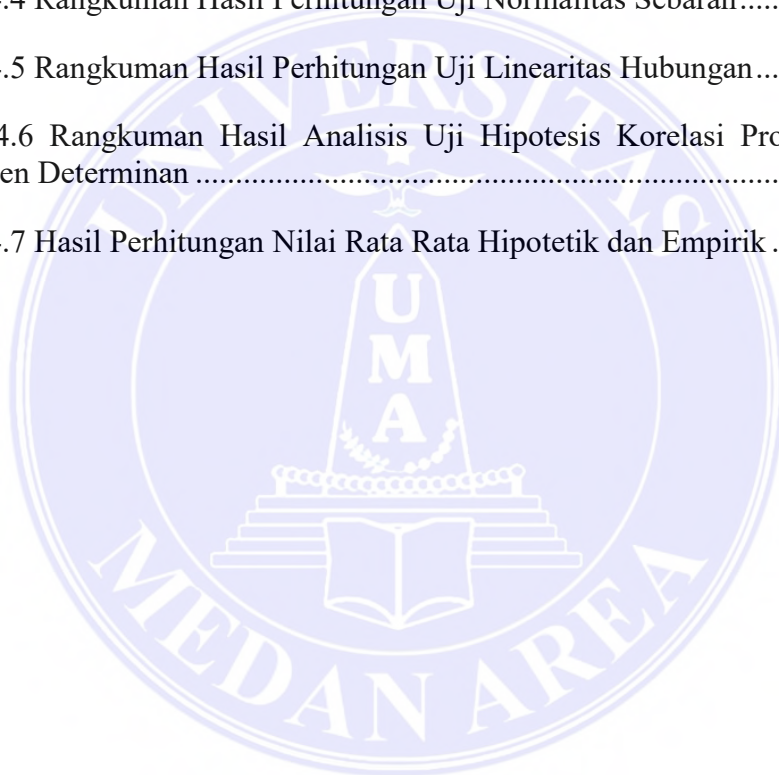 .4 Rangkuman Hasil Perhitungan Uji Normalitas Sebaran.....
.5 Rangkuman Hasil Perhitungan Uji Linearitas Hubungan...
4.6 Rangkuman Hasil Analisis Uji Hipotesis Korelasi Pro
en Determinan ........................................................................
.7 Hasil Perhitungan Nilai Rata Rata Hipotetik dan Empirik .
UNIVERSITAS
UMA
MEDAN AREA